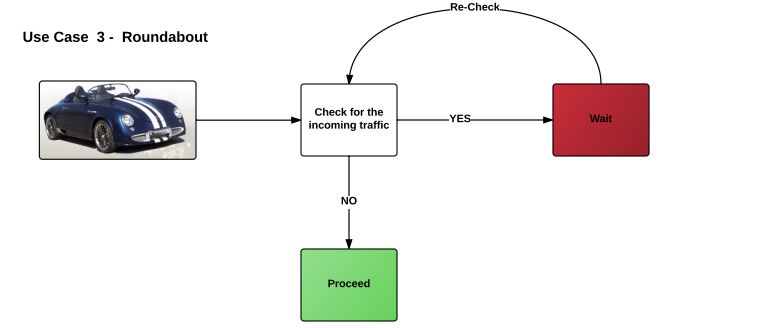 Re-Check
Use Case 3 - Roundabout
Check for the
incoming traffic
YES
Wait
NO
Proceed